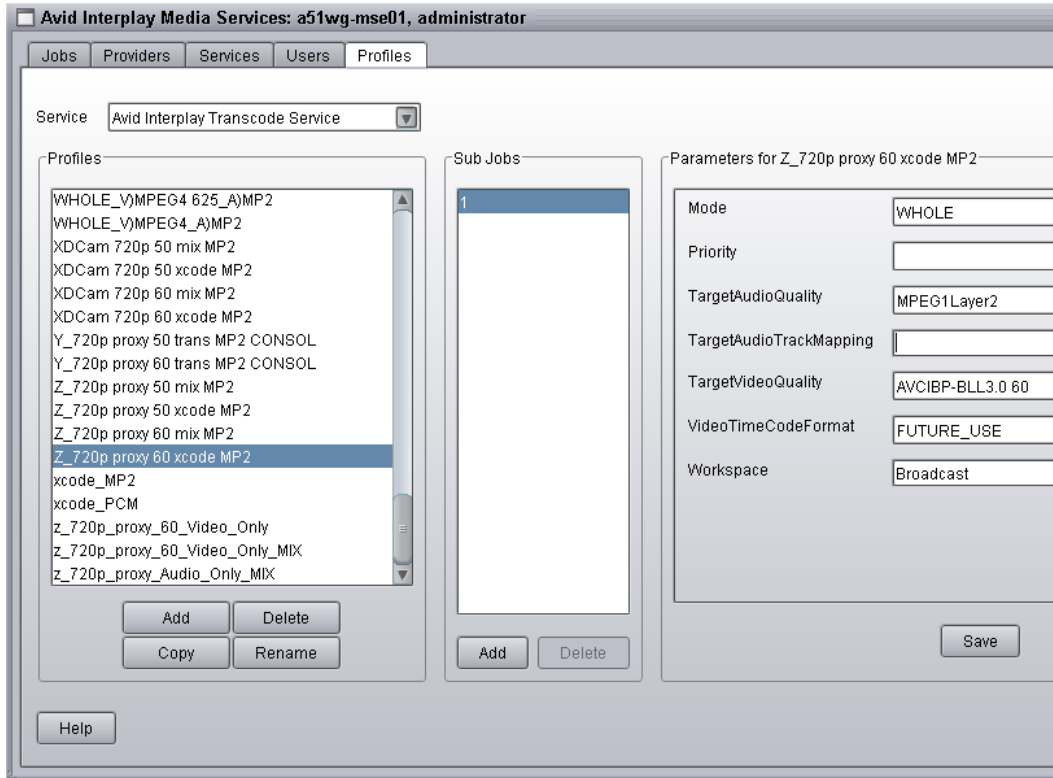 Avid Interplay Media Services: a51wg-mse01, administrator
Jobs Providers Services Users Profiles
Service Avid Interplay Transcode Service
Profiles
WHOLE_V)MPEG4 625_A)MP2
WHOLE_V)MPEG4_A)MP2
XDCam 720p 50 mix MP2
XDCam 720p 50 xcode MP2
XDCam 720p 60 mix MP2
XDCam 720p 60 xcode MP2
Y_720p proxy 50 trans MP2 CONSOL
Y_720p proxy 60 trans MP2 CONSOL
Z_720p proxy 50 mix MP2
Z_720p proxy 50 xcode MP2
Z_720p proxy 60 mix MP2
Z_720p proxy 60 xcode MP2
xcode_MP2
xcode_PCM
z_720p_proxy_60_Video_Only
z_720p_proxy_60_Video_Only_MIX
z_720p_proxy_Audio_Only_MIX
Add Delete
Copy Rename
Sub Jobs
1
Add Delete
Parameters for Z_720p proxy 60 xcode MP2
Mode WHOLE
Priority
TargetAudioQuality MPEG1Layer2
TargetAudioTrackMapping
TargetVideoQuality AVCIBP-BLL3.0 60
VideoTimeCodeFormat FUTURE_USE
Workspace Broadcast
Save
Help